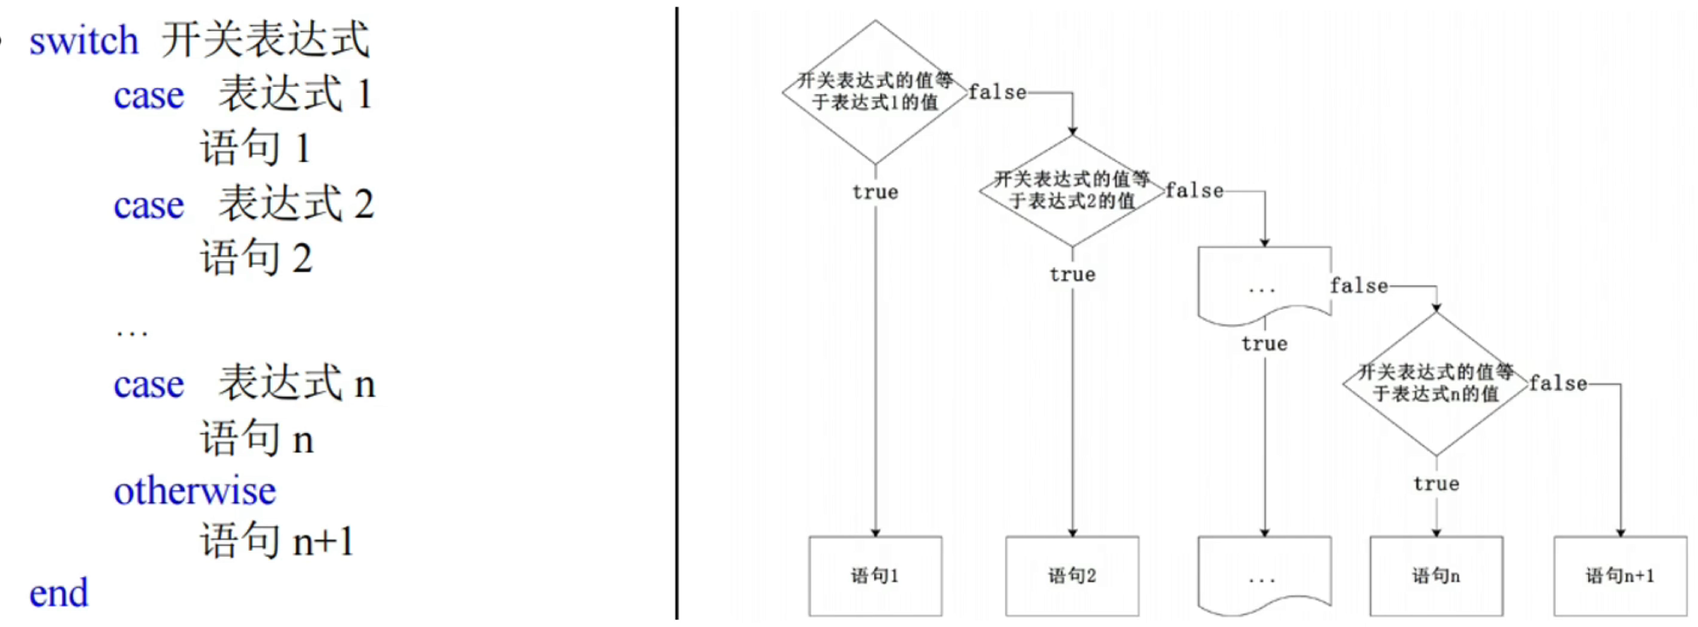 switch 开关表达式
case 表达式 1
语句 1
case 表达式 2
语句 2
…
case 表达式 n
语句 n
otherwise
语句 n+1
end
开关表达式的值等
于表达式1的值
false
true
开关表达式的值等
于表达式2的值
false
true
...
false
true
开关表达式的值等
于表达式n的值
false
true
语句1
语句2
...
语句n
语句n+1